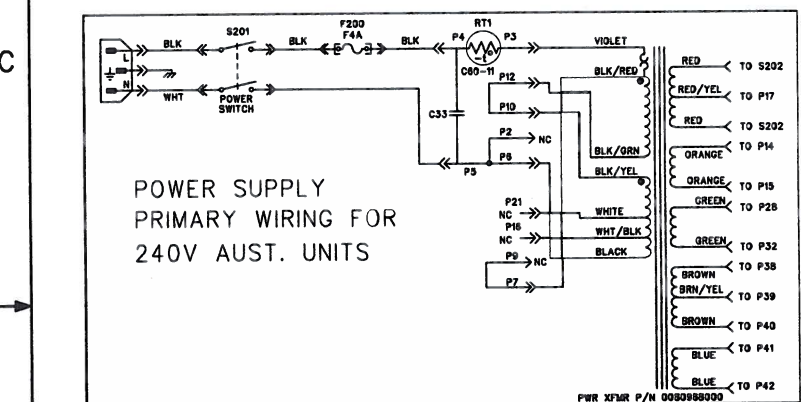 C
S201
F200
F4A
RT1
L
BLK
BLK
BLK
P4
P3
VIOLET
-t°
C60-11
N
WHT
POWER
SWITCH
P12
BLK/RED
P10
C33
P2
NC
BLK/GRN
P5
P6
BLK/YEL
P21
NC
WHITE
P16
NC
WHT/BLK
P9
NC
BLACK
P7
POWER SUPPLY
PRIMARY WIRING FOR
240V AUST. UNITS
RED
TO S202
RED/YEL
TO P17
RED
TO S202
TO P14
ORANGE
ORANGE
TO P15
GREEN
TO P28
GREEN
TO P32
TO P38
BROWN
BRN/YEL
TO P39
BROWN
TO P40
TO P41
BLUE
BLUE
TO P42
PWR XFMR P/N 0080988000